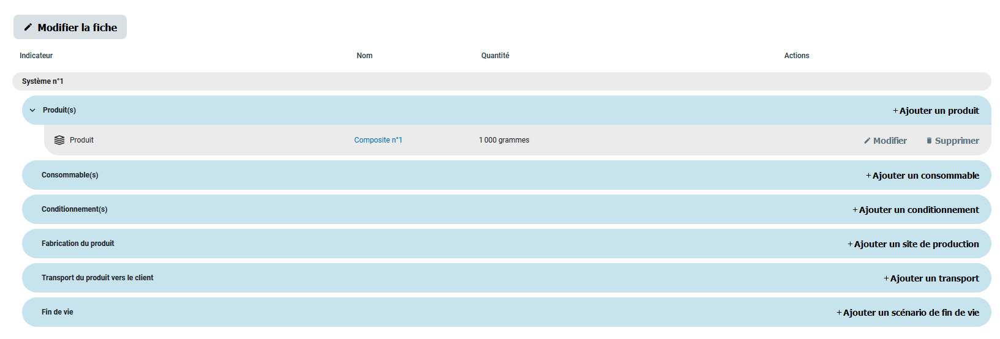 Modifier la fiche
Indicateur Nom Quantité Actions
Système n°1
Produit(s) +Ajouter un produit
Produit Composite n°1 1 000 grammes Modifier Supprimer
Consommable(s) +Ajouter un consommable
Conditionnement(s) +Ajouter un conditionnement
Fabrication du produit +Ajouter un site de production
Transport du produit vers le client +Ajouter un transport
Fin de vie +Ajouter un scénario de fin de vie